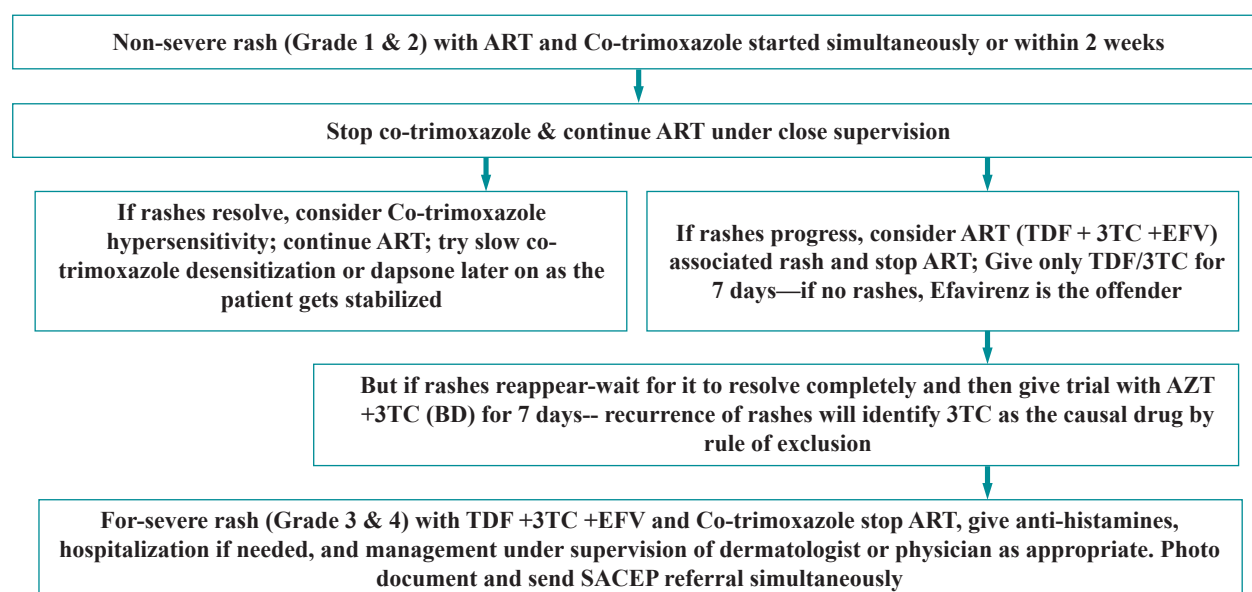 Non-severe rash (Grade 1 & 2) with ART and Co-trimoxazole started simultaneously or within 2 weeks
Stop co-trimoxazole & continue ART under close supervision
If rashes resolve, consider Co-trimoxazole
hypersensitivity; continue ART; try slow co-
trimoxazole desensitization or dapsone later on as the
patient gets stabilized
If rashes progress, consider ART (TDF + 3TC +EFV)
associated rash and stop ART; Give only TDF/3TC for
7 days—if no rashes, Efavirenz is the offender
But if rashes reappear-wait for it to resolve completely and then give trial with AZT
+3TC (BD) for 7 days-- recurrence of rashes will identify 3TC as the causal drug by
rule of exclusion
For-severe rash (Grade 3 & 4) with TDF +3TC +EFV and Co-trimoxazole stop ART, give anti-histamines,
hospitalization if needed, and management under supervision of dermatologist or physician as appropriate. Photo
document and send SACEP referral simultaneously